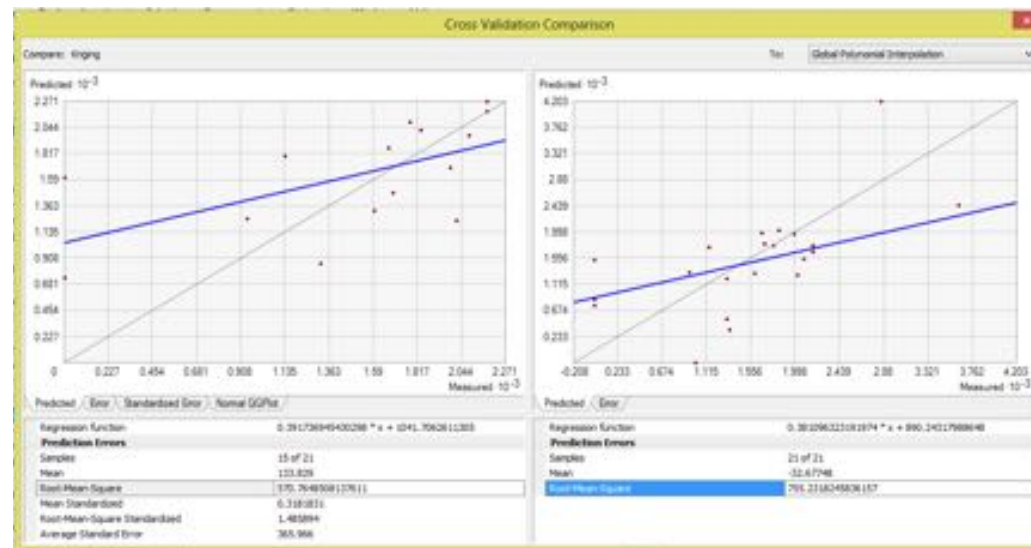 Cross Validation Comparison
Compare: Kriging
To: Global Polynomial Interpolation
Predicted 10-3
2.271
2.044
1.817
1.59
1.363
1.135
0.908
0.681
0.454
0.227
0 0.227 0.454 0.681 0.908 1.135 1.363 1.59 1.817 2.044 2.271
Measured 10-3
Predicted Error Standardized Error Normal QQPlot
Regression function
Prediction Errors
Samples 15 of 21
Mean 133.829
Root-Mean-Square
Mean Standardized
Root-Mean-Square Standardized 1.485894
Average Standard Error 365.966
Predicted 10-3
4.203
3.762
3.321
2.88
2.439
1.998
1.556
1.115
0.674
0.233
-0.208 0.233 0.674 1.115 1.556 1.998 2.439 2.88 3.321 3.762 4.203
Measured 10-3
Predicted Error
Regression function
Prediction Errors
Samples 21 of 21
Mean -32.67748
Root-Mean-Square